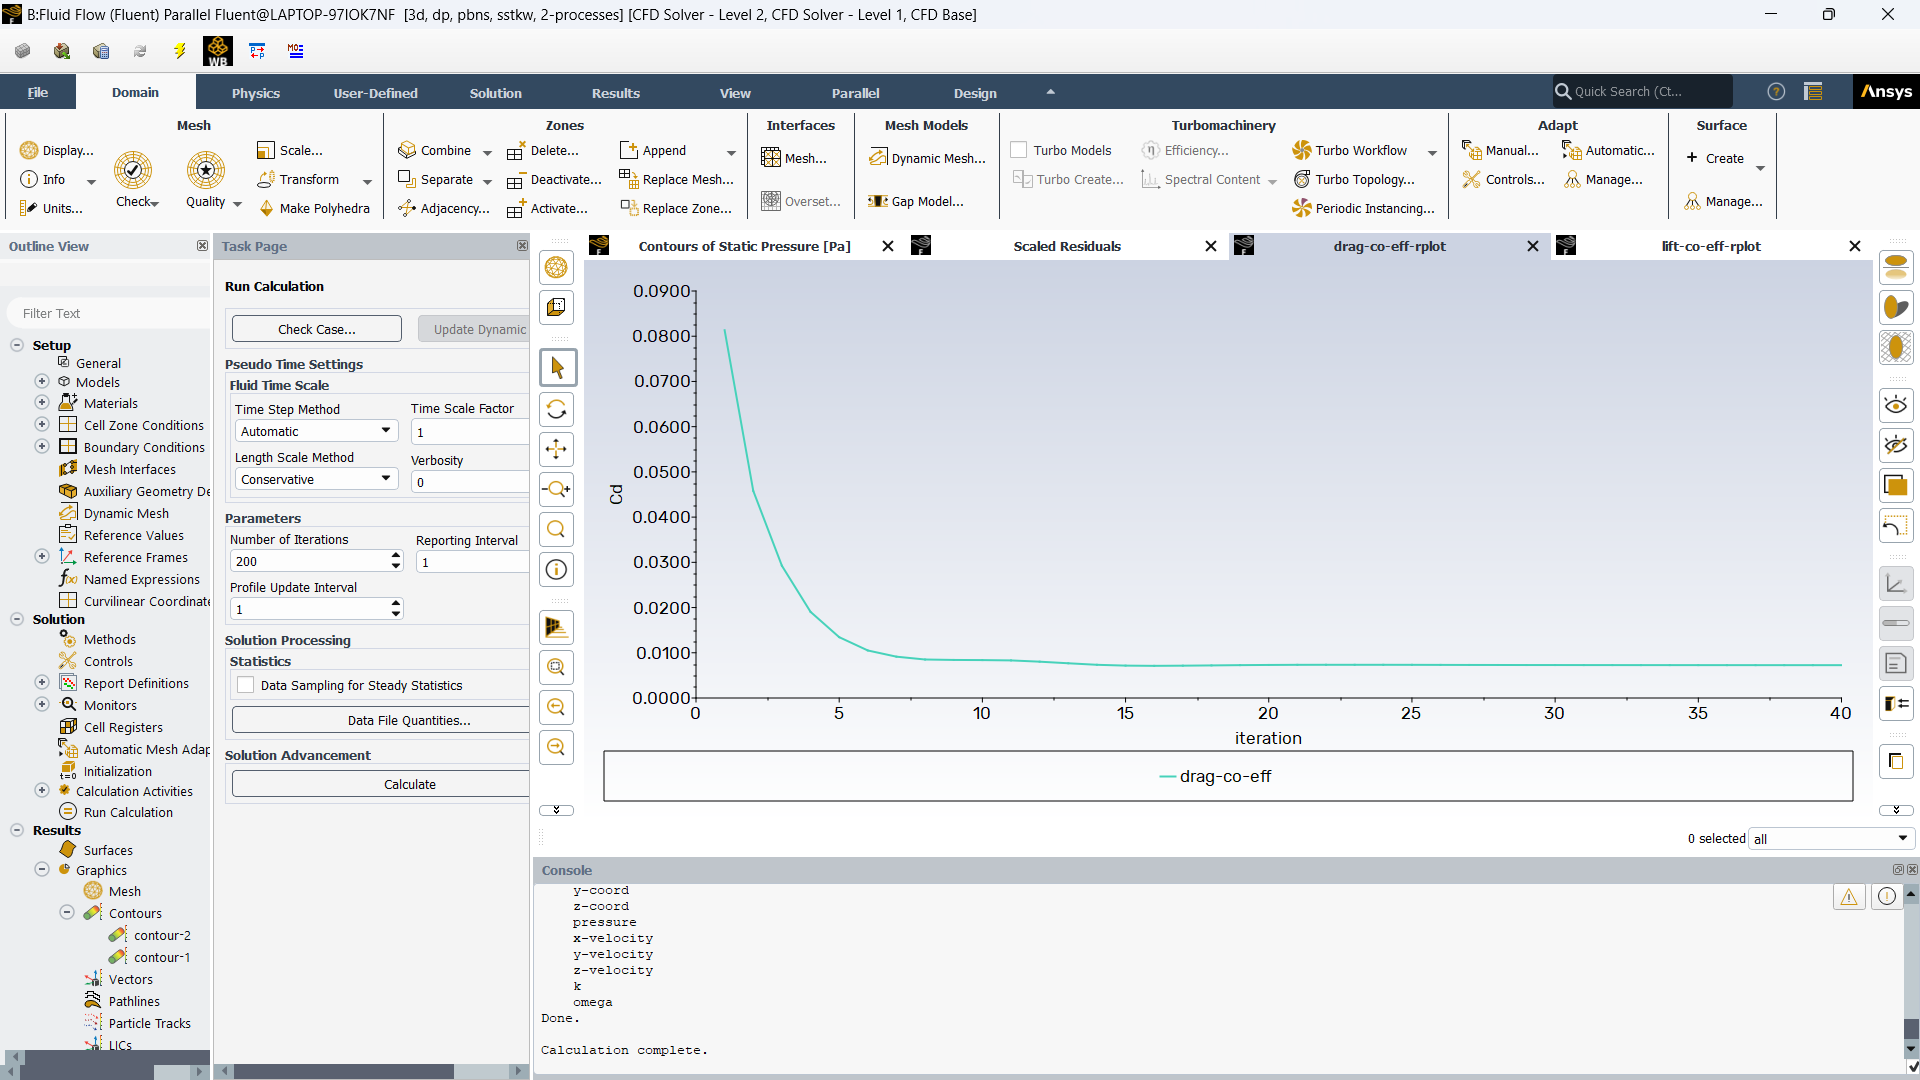 B:Fluid Flow (Fluent) Parallel Fluent@LAPTOP-97IOK7NF  [3d, dp, pbns, sstkw, 2-processes] [CFD Solver - Level 2, CFD Solver - Level 1, CFD Base]
WB
File
Domain
Physics
User-Defined
Solution
Results
View
Parallel
Design
Quick Search (Ct...
Ansys
Mesh
Display...
Info
Units...
Check
Quality
Scale...
Transform
Make Polyhedra
Zones
Combine
Separate
Adjacency...
Delete...
Deactivate...
Activate...
Append
Replace Mesh...
Replace Zone...
Interfaces
Mesh...
Overset...
Mesh Models
Dynamic Mesh...
Gap Model...
Turbomachinery
Turbo Models
Turbo Create...
Efficiency...
Spectral Content
Turbo Workflow
Turbo Topology...
Periodic Instancing...
Adapt
Manual...
Controls...
Automatic...
Manage...
Surface
Create
Manage...
Outline View
Filter Text
Setup
General
Models
Materials
Cell Zone Conditions
Boundary Conditions
Mesh Interfaces
Auxiliary Geometry De
Dynamic Mesh
Reference Values
Reference Frames
Named Expressions
Curvilinear Coordinate
Solution
Methods
Controls
Report Definitions
Monitors
Cell Registers
Automatic Mesh Adap
Initialization
Calculation Activities
Run Calculation
Results
Surfaces
Graphics
Mesh
Contours
contour-2
contour-1
Vectors
Pathlines
Particle Tracks
LICs
Task Page
Run Calculation
Check Case...
Update Dynamic
Pseudo Time Settings
Fluid Time Scale
Time Step Method
Time Scale Factor
Automatic
1
Length Scale Method
Verbosity
Conservative
0
Parameters
Number of Iterations
Reporting Interval
200
1
Profile Update Interval
1
Solution Processing
Statistics
Data Sampling for Steady Statistics
Data File Quantities...
Solution Advancement
Calculate
Contours of Static Pressure [Pa]
Scaled Residuals
drag-co-eff-rplot
lift-co-eff-rplot
0.0900
0.0800
0.0700
0.0600
0.0500
0.0400
0.0300
0.0200
0.0100
0.0000
Cd
0
5
10
15
20
25
30
35
40
iteration
drag-co-eff
0 selected
all
Console
y-coord
z-coord
pressure
x-velocity
y-velocity
z-velocity
k
omega
Done.
Calculation complete.